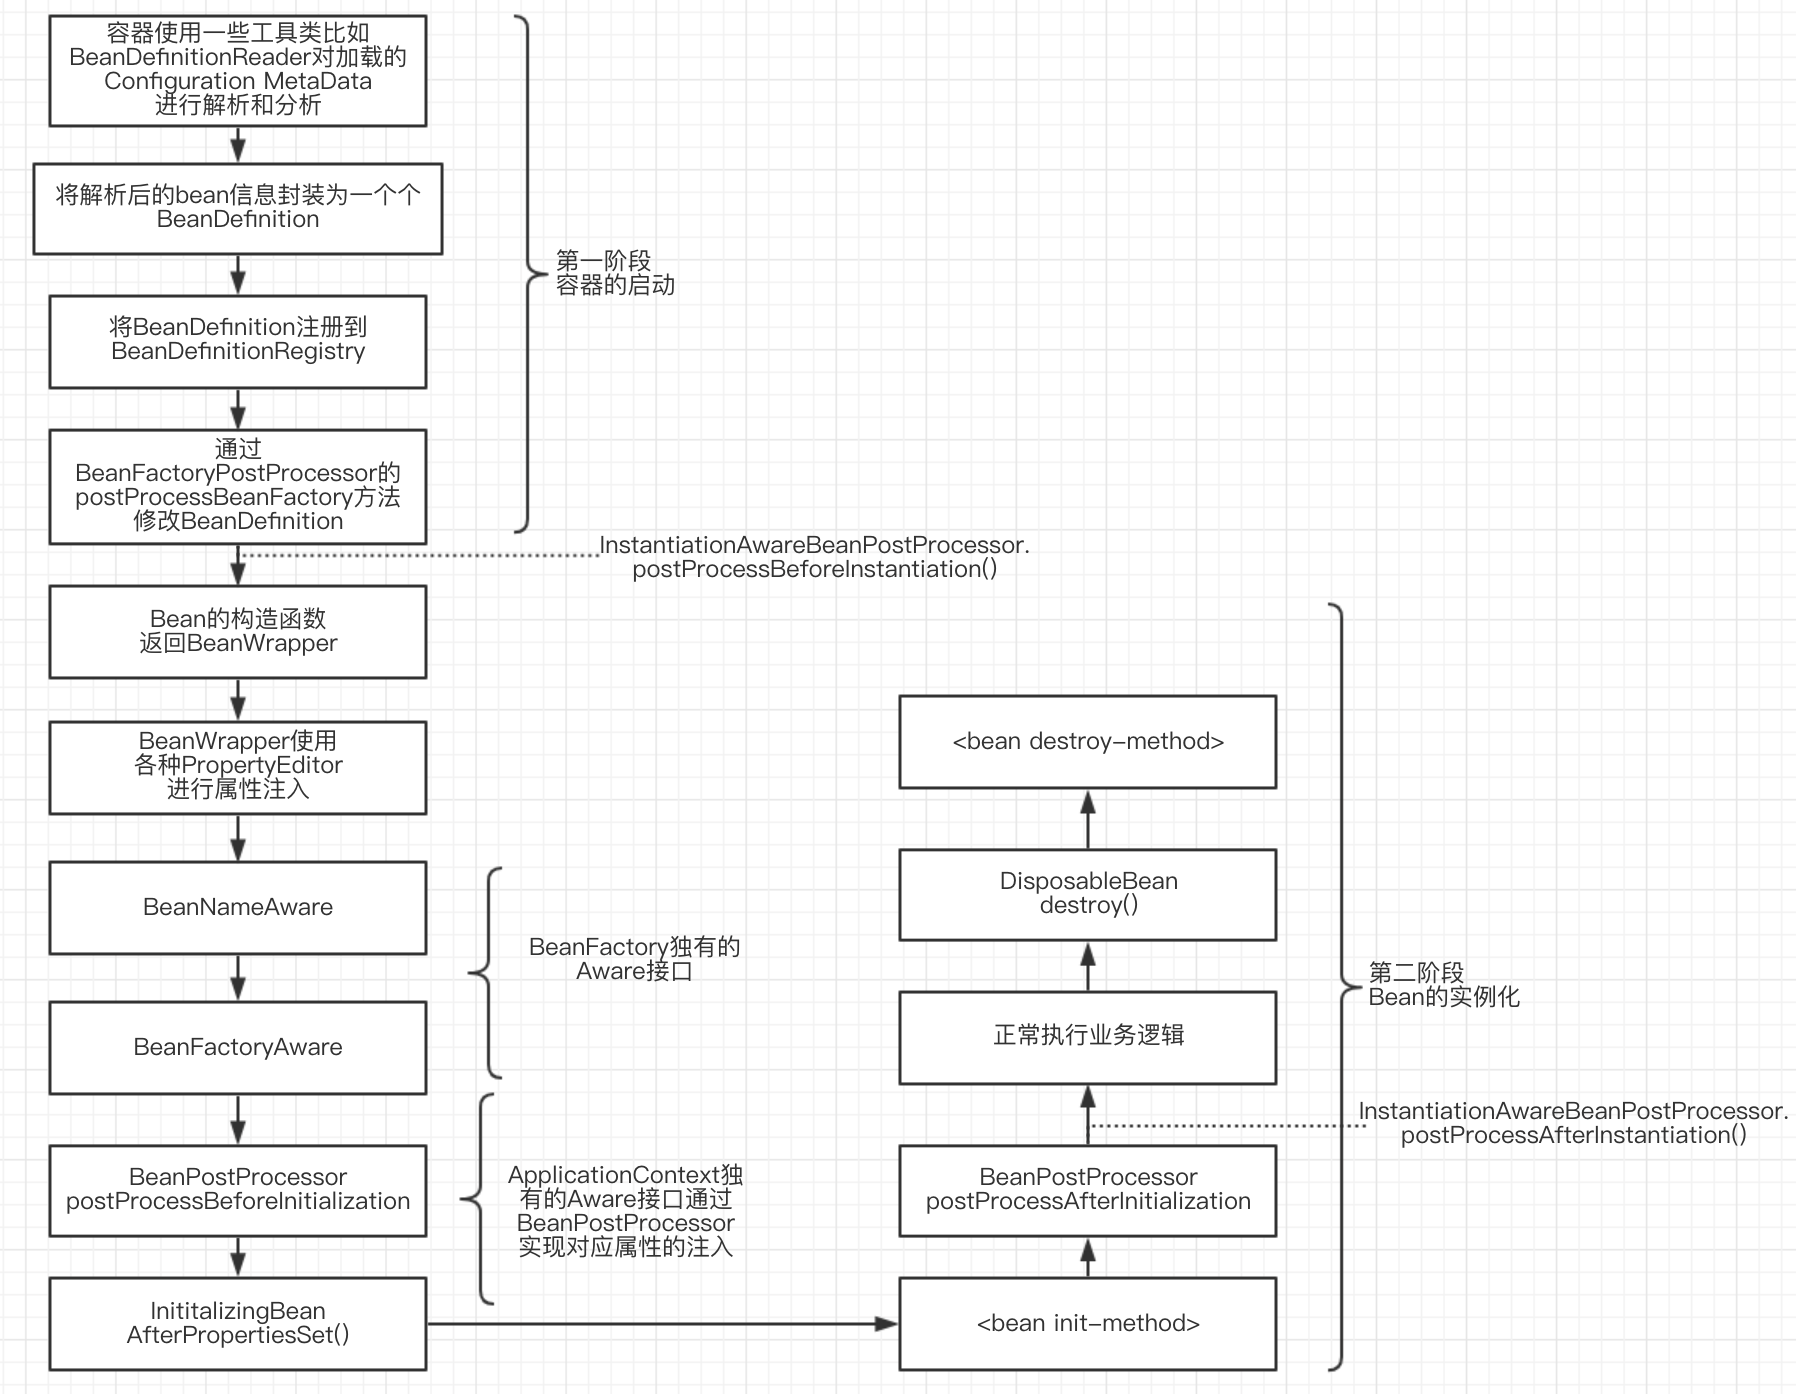 容器使用一些工具类比如
BeanDefinitionReader对加载的
Configuration MetaData
进行解析和分析
将解析后的bean信息封装为一个个
BeanDefinition
第一阶段
容器的启动
将BeanDefinition注册到
BeanDefinitionRegistry
通过
BeanFactoryPostProcessor的
postProcessBeanFactory方法
修改BeanDefinition
InstantiationAwareBeanPostProcessor.
postProcessBeforeInstantiation()
Bean的构造函数
返回BeanWrapper
BeanWrapper使用
各种PropertyEditor
进行属性注入
BeanNameAware
BeanFactory独有的
Aware接口
BeanFactoryAware
BeanPostProcessor
postProcessBeforeInitialization
ApplicationContext独
有的Aware接口通过
BeanPostProcessor
实现对应属性的注入
InititalizingBean
AfterPropertiesSet()
<bean destroy-method>
DisposableBean
destroy()
正常执行业务逻辑
第二阶段
Bean的实例化
InstantiationAwareBeanPostProcessor.
postProcessAfterInstantiation()
BeanPostProcessor
postProcessAfterInitialization
<bean init-method>